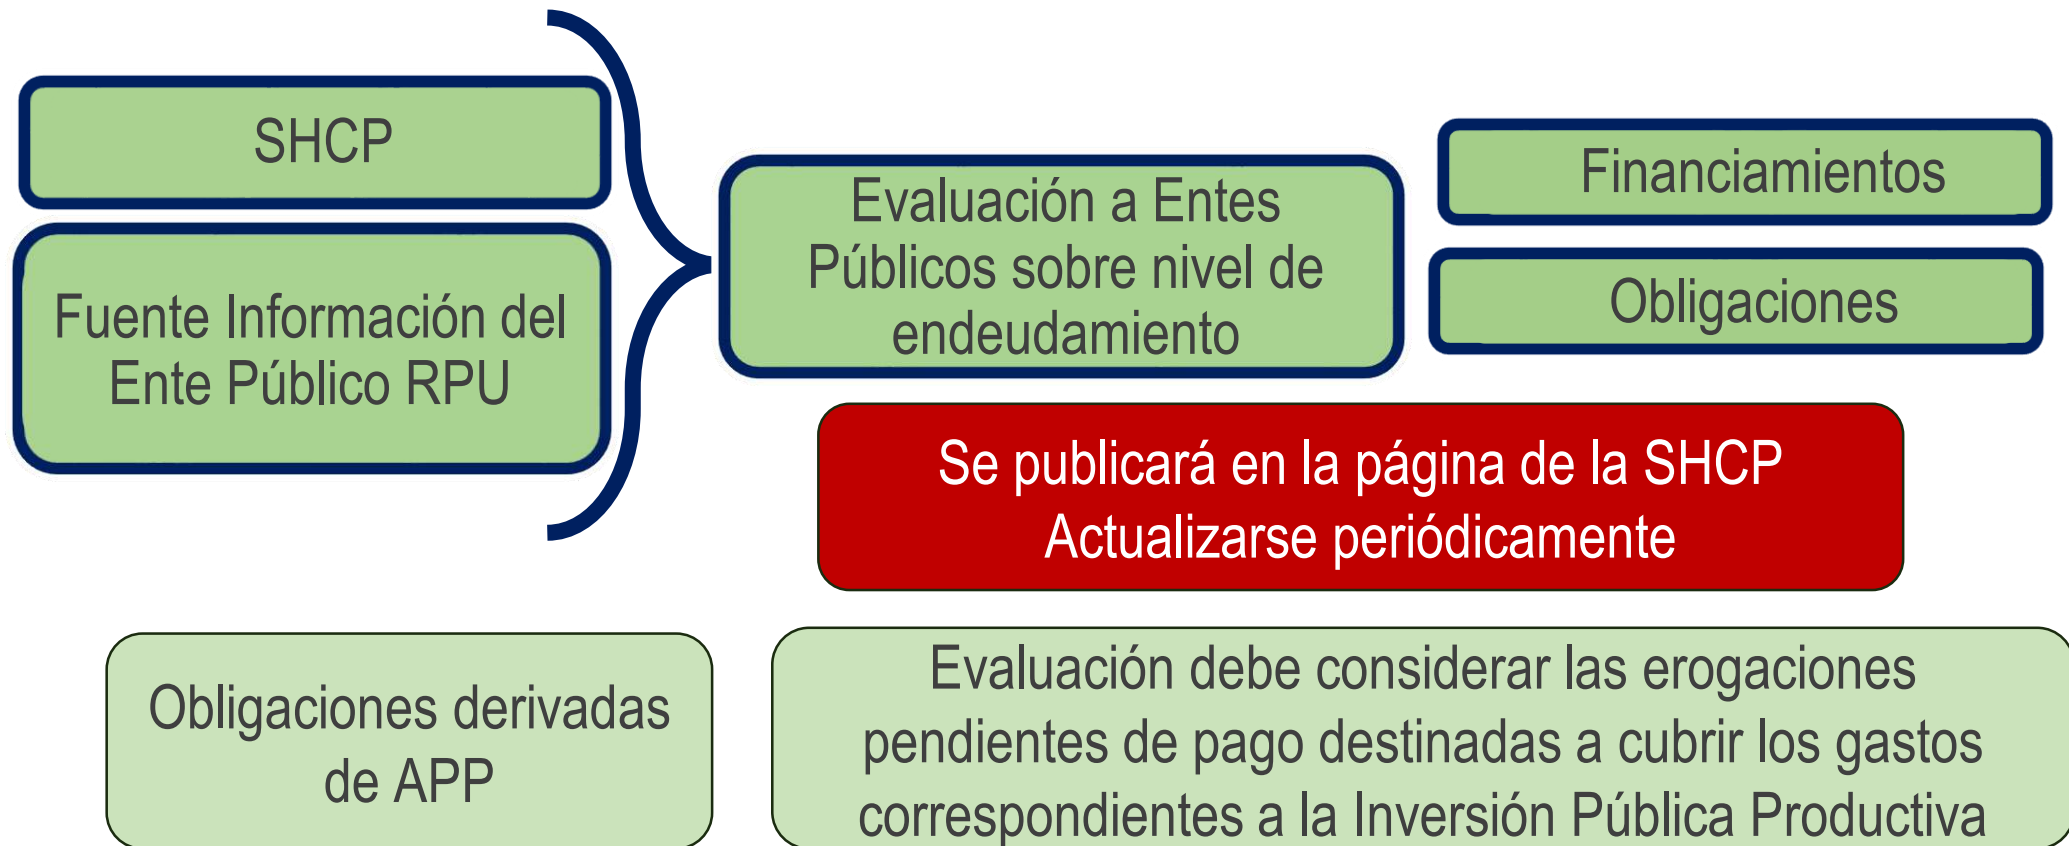 SHCP
Fuente Información del
Ente Público RPU
Evaluación a Entes
Públicos sobre nivel de
endeudamiento
Financiamientos
Obligaciones
Se publicará en la página de la SHCP
Actualizarse periódicamente
Obligaciones derivadas
de APP
Evaluación debe considerar las erogaciones
pendientes de pago destinadas a cubrir los gastos
correspondientes a la Inversión Pública Productiva